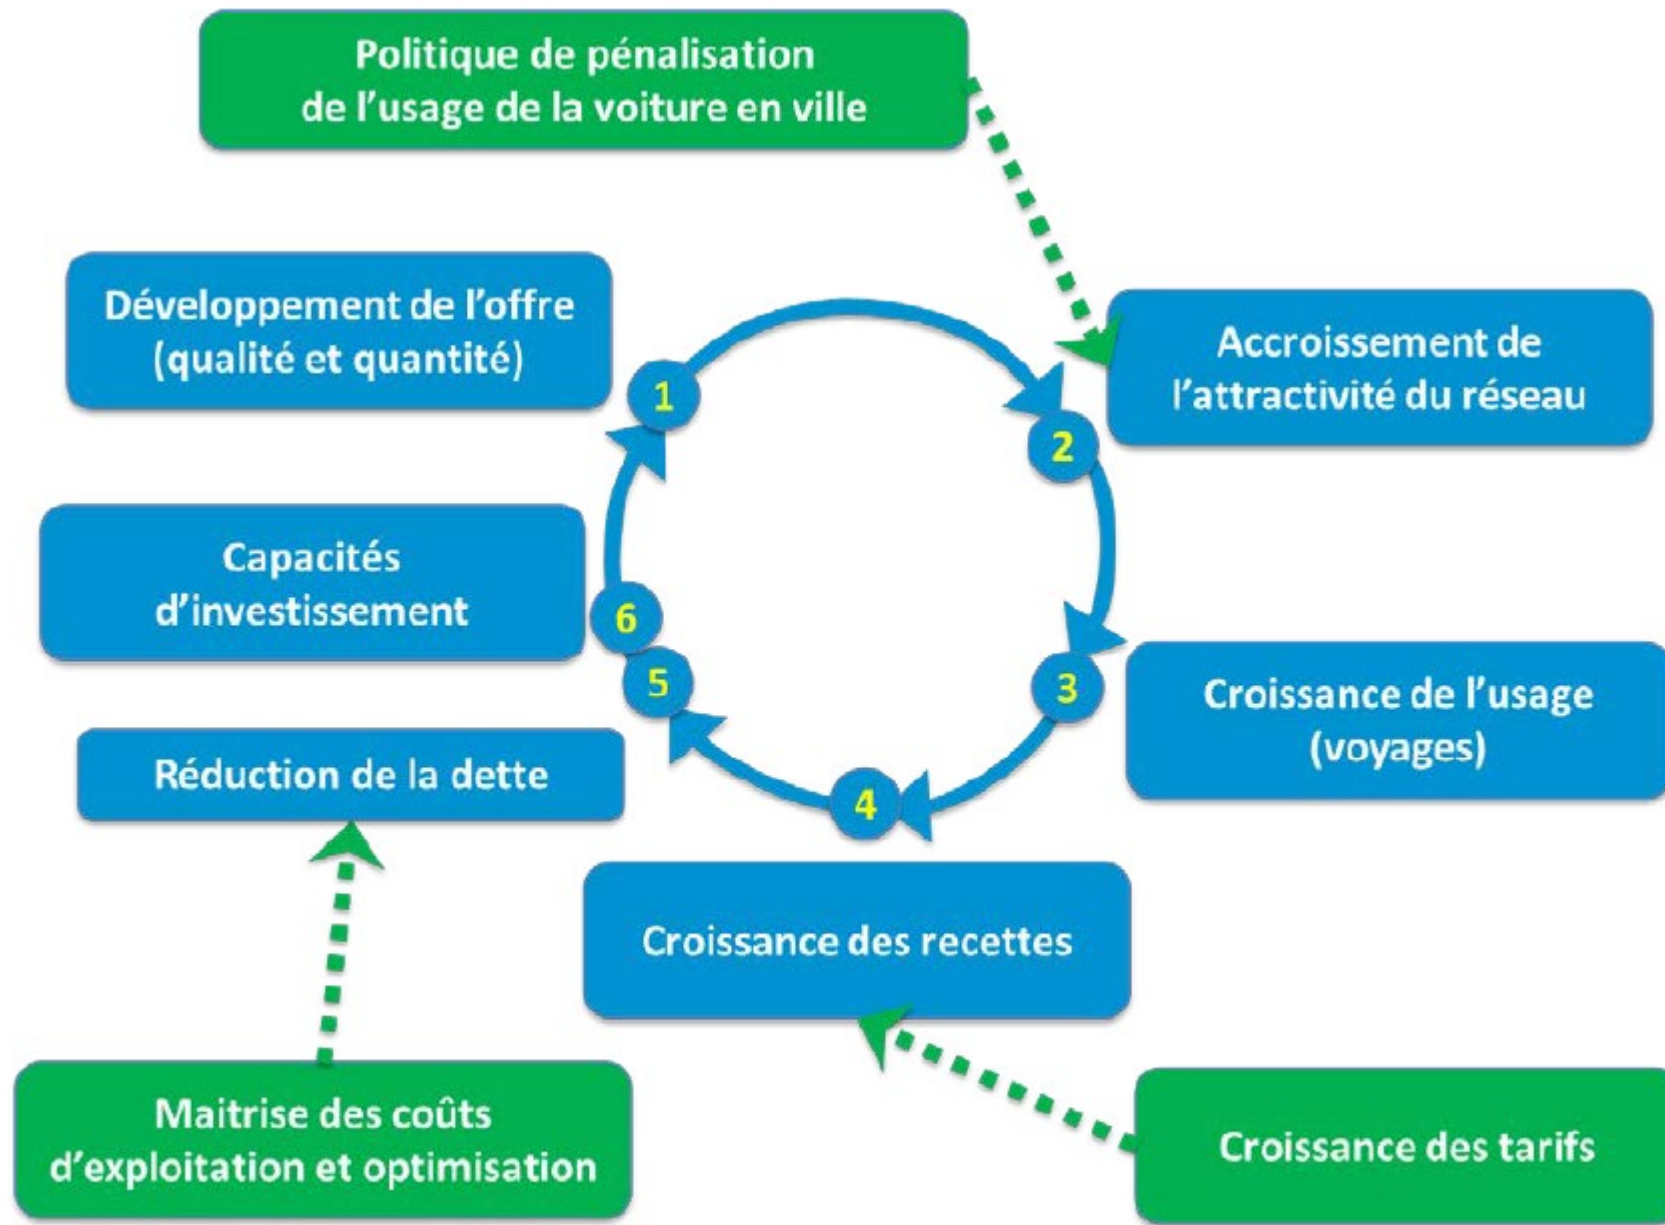 Politique de pénalisation
de l'usage de la voiture en ville
Développement de l'offre
(qualité et quantité)
1
Accroissement de
l'attractivité du réseau
2
Capacités
d'investissement
6
5
3
Croissance de l'usage
(voyages)
Réduction de la dette
4
Croissance des recettes
Maitrise des coûts
d'exploitation et optimisation
Croissance des tarifs